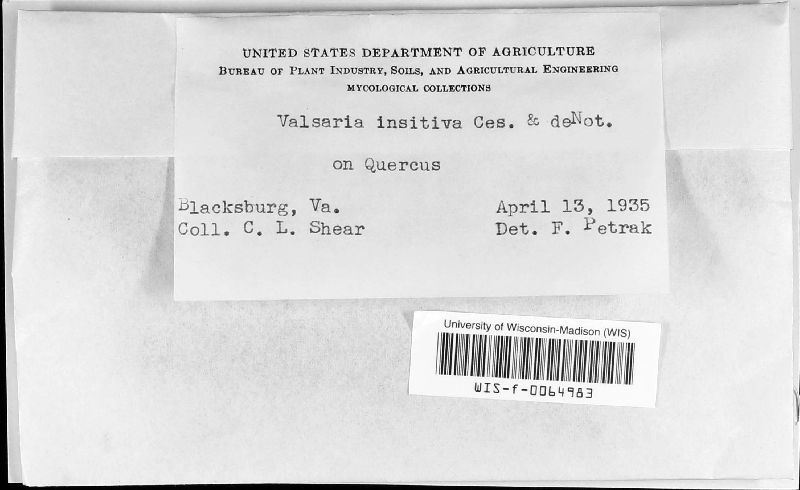 UNITED STATES DEPARTMENT OF AGRICULTURE
BUREAU OF PLANT INDUSTRY, SOILS, AND AGRICULTURAL ENGINEERING
MYCOLOGICAL COLLECTIONS
Valsaria insitiva Ces. & deNot.
on Quercus
Blacksburg, Va. April 13, 1935
Coll. C. L. Shear Det. F. Petrak
University of Wisconsin-Madison (WIS)
WIS-f-0064983